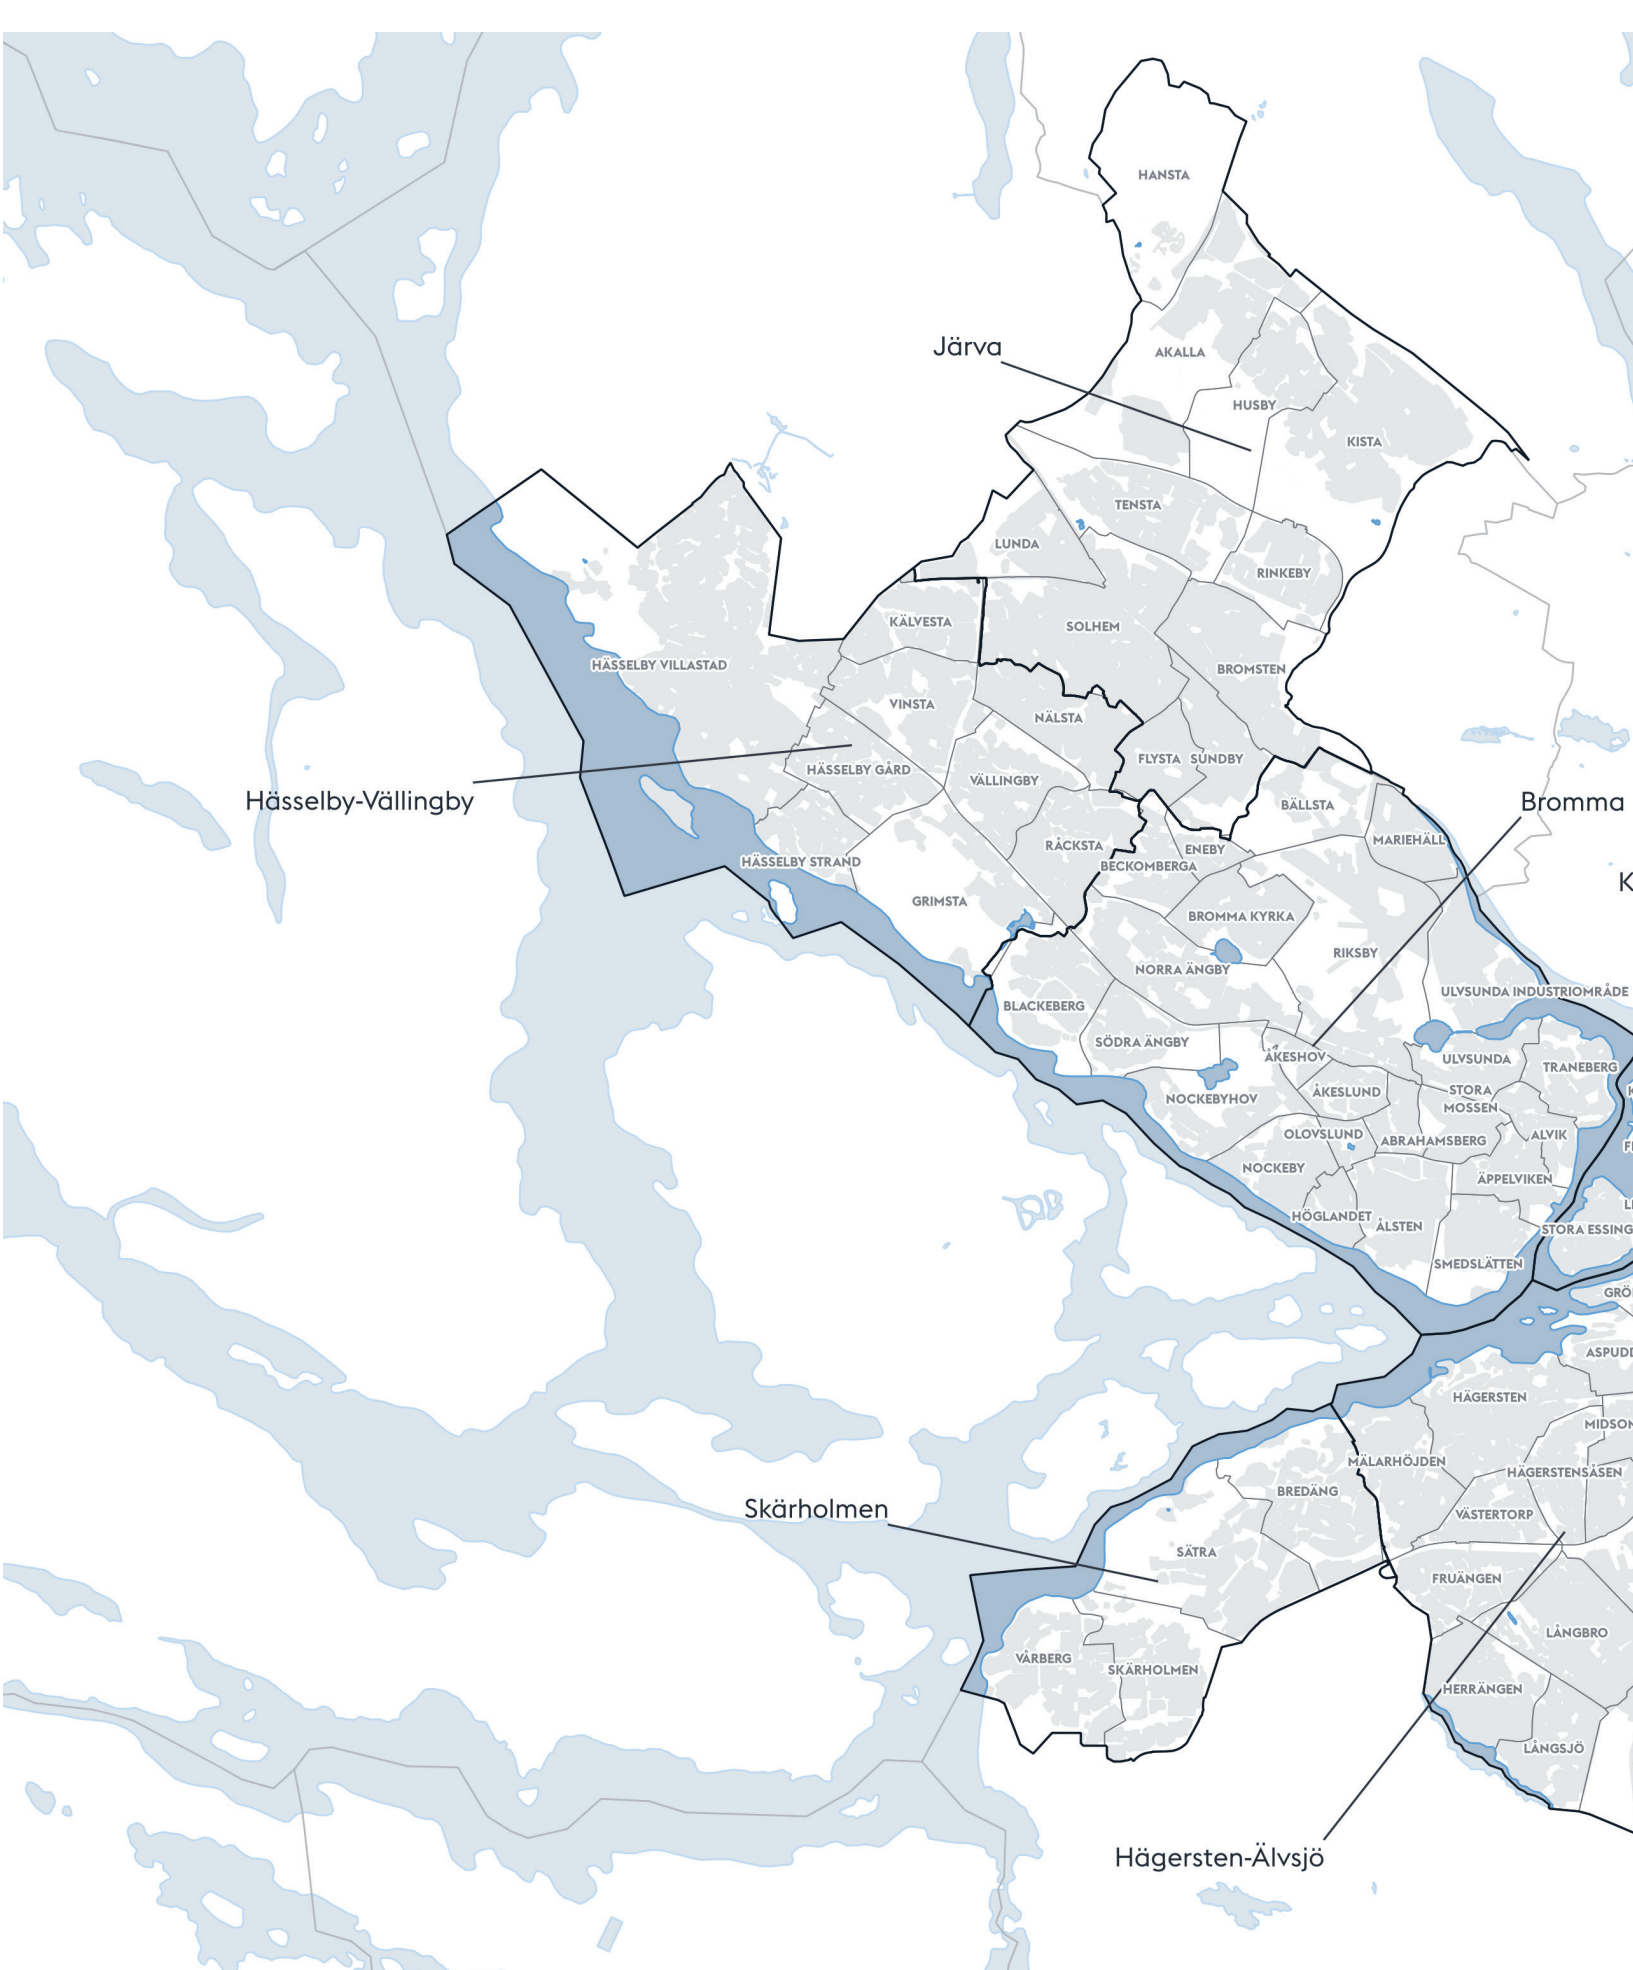 HANSTA
Järva
AKALLA
HUSBY
KISTA
TENSTA
LUNDA
RINKEBY
KÄLVESTA
SOLHEM
HÄSSELBY VILLASTAD
BROMSTEN
VINSTA
NÄLSTA
FLYSTA
SUNDBY
HÄSSELBY GÅRD
VÄLLINGBY
Hässelby-Vällingby
BÄLLSTA
Bromma
MARIEHÄLL
RÅCKSTA
ENEBY
HÄSSELBY STRAND
BECKOMBERGA
K
GRIMSTA
BROMMA KYRKA
RIKSBY
NORRA ÄNGBY
ULVSUNDA INDUSTRIOMRÅDE
BLACKEBERG
SÖDRA ÄNGBY
ÅKESHOV
ULVSUNDA
TRANEBERG
ÅKESLUND
STORA
MOSSEN
K
NOCKEBYHOV
OLOVSLUND
ABRAHAMSBERG
ALVIK
F
NOCKEBY
ÄPPELVIKEN
L
HÖGLANDET
ÅLSTEN
STORA ESSING
SMEDSLÄTTEN
GRÖ
ASPUDD
HÄGERSTEN
MIDSO
MÄLARHÖJDEN
HÄGERSTENSÅSEN
BREDÄNG
Skärholmen
VÄSTERTORP
SÄTRA
FRUÄNGEN
LÅNGBRO
VÅRBERG
SKÄRHOLMEN
HERRÄNGEN
LÅNGSJÖ
Hägersten-Älvsjö